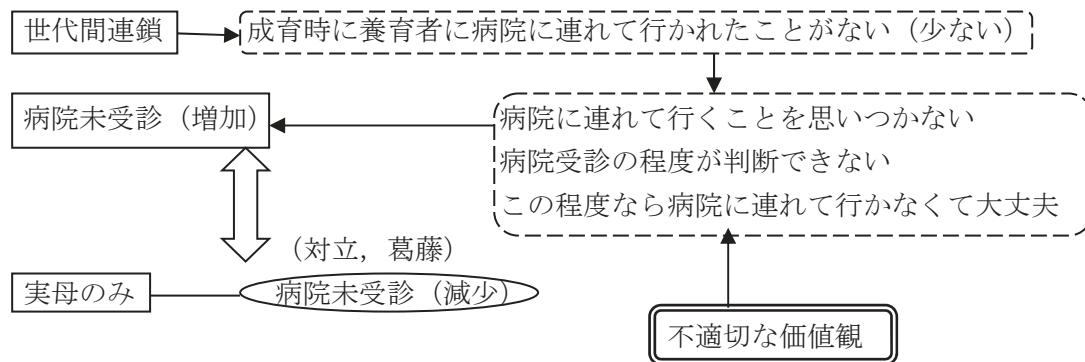 世代間連鎖
成育時に養育者に病院に連れて行かれたことがない（少ない）
病院未受診（増加）
病院に連れて行くことを思いつかない
病院受診の程度が判断できない
この程度なら病院に連れて行かなくて大丈夫
（対立，葛藤）
実母のみ
病院未受診（減少）
不適切な価値観